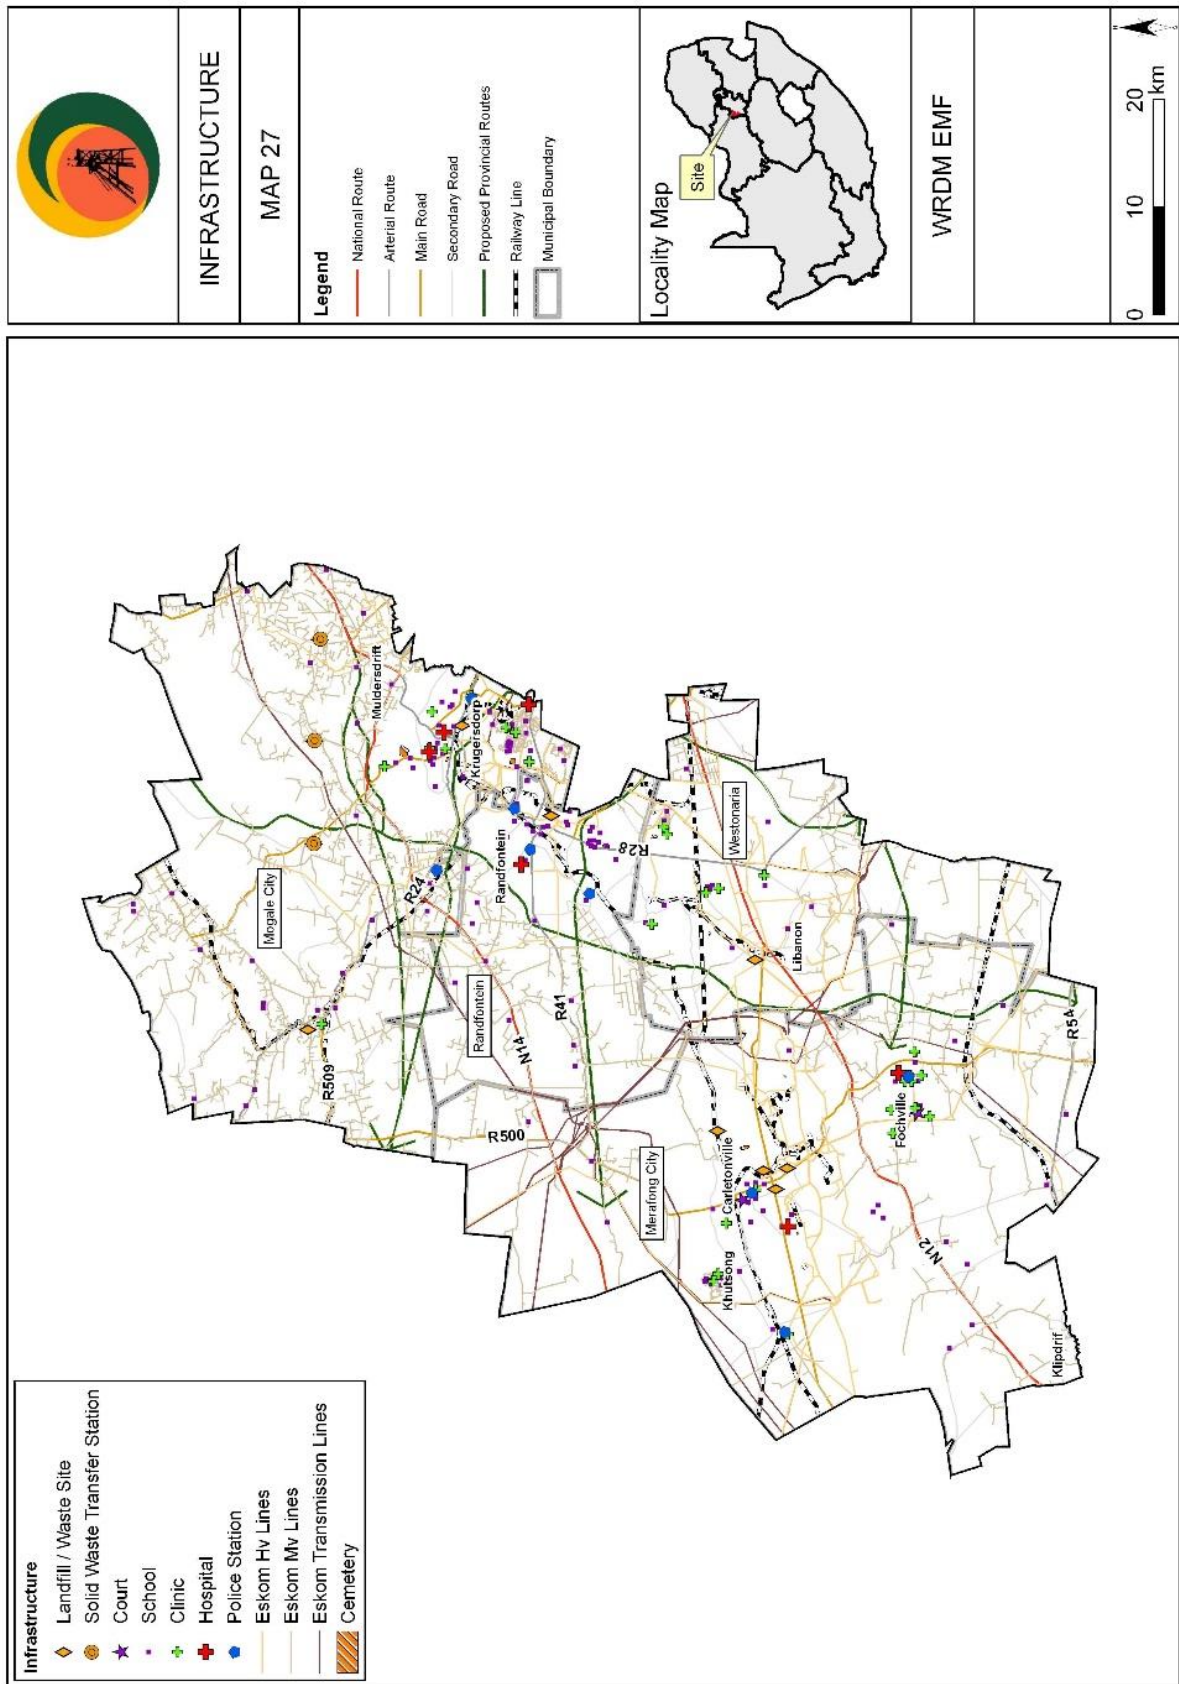 INFRASTRUCTURE
MAP 27
Legend
National Route
Arterial Route
Main Road
Secondary Road
Proposed Provincial Routes
Railway Line
Municipal Boundary
Locality Map
Site
WRDM EMF
0 10 20
km
Infrastructure
Landfill / Waste Site
Solid Waste Transfer Station
Court
School
Clinic
Hospital
Police Station
Eskom Hv Lines
Eskom Mv Lines
Eskom Transmission Lines
Cemetery
Mogale City
Muldersdrift
R24
R509
Krugersdorp
Randfontein
Randfontein
N14
R41
R28
R500
Westonaria
Merafong City
Carletonville
Khutsong
Libanon
Fochville
N12
R54
Klipdrif